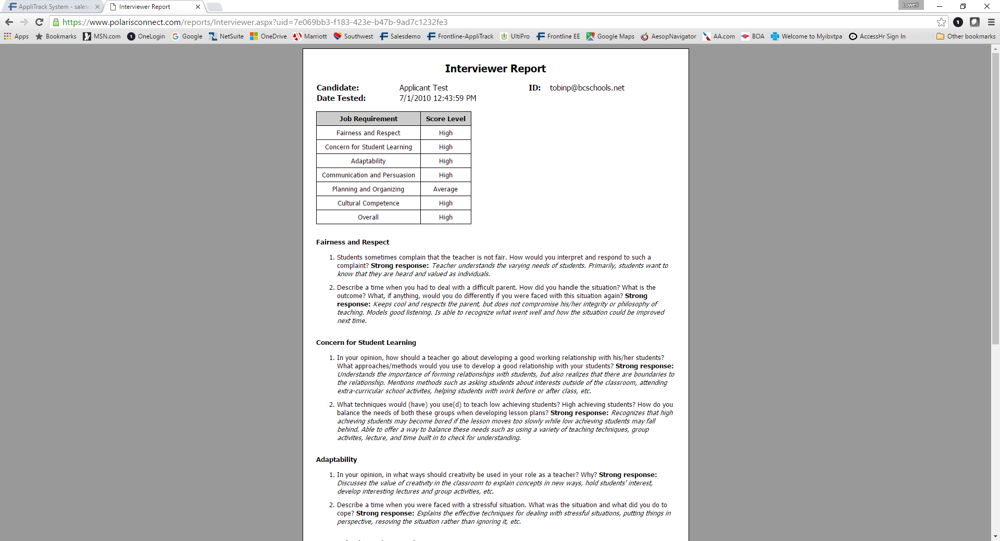 AppliTrack System - sales
Interviewer Report
Lowell
https://www.polarisconnect.com/reports/Interviewer.aspx?uid=7e069bb3-f183-423e-b47b-9ad7c1232fe3
Apps Bookmarks MSN.com OneLogin Google NetSuite OneDrive Marriott Southwest Salesdemo Frontline-AppliTrack UltiPro Frontline EE Google Maps AesopNavigator AA.com BOA Welcome to Myibxtpa AccessHr Sign In Other bookmarks
Interviewer Report
Candidate: Applicant Test ID: tobinp@bcschools.net
Date Tested: 7/1/2010 12:43:59 PM
Job Requirement Score Level
Fairness and Respect High
Concern for Student Learning High
Adaptability High
Communication and Persuasion High
Planning and Organizing Average
Cultural Competence High
Overall High
Fairness and Respect
1. Students sometimes complain that the teacher is not fair. How would you interpret and respond to such a
complaint? Strong response: Teacher understands the varying needs of students. Primarily, students want to
know that they are heard and valued as individuals.
2. Describe a time when you had to deal with a difficult parent. How did you handle the situation? What is the
outcome? What, if anything, would you do differently if you were faced with this situation again? Strong
response: Keeps cool and respects the parent, but does not compromise his/her integrity or philosophy of
teaching. Models good listening. Is able to recognize what went well and how the situation could be improved
next time.
Concern for Student Learning
1. In your opinion, how should a teacher go about developing a good working relationship with his/her students?
What approaches/methods would you use to develop a good relationship with your students? Strong response:
Understands the importance of forming relationships with students, but also realizes that there are boundaries to
the relationship. Mentions methods such as asking students about interests outside of the classroom, attending
extra-curricular school activites, helping students with work before or after class, etc.
2. What techniques would (have) you use(d) to teach low achieving students? High achieving students? How do you
balance the needs of both these groups when developing lesson plans? Strong response: Recognizes that high
achieving students may become bored if the lesson moves too slowly while low achieving students may fall
behind. Able to offer a way to balance these needs such as using a variety of teaching techniques, group
activites, lecture, and time built in to check for understanding.
Adaptability
1. In your opinion, in what ways should creativity be used in your role as a teacher? Why? Strong response:
Discusses the value of creativity in the classroom to explain concepts in new ways, hold students' interest,
develop interesting lectures and group activities, etc.
2. Describe a time when you were faced with a stressful situation. What was the situation and what did you do to
cope? Strong response: Explains the effective techniques for dealing with stressful situations, putting things in
perspective, resoving the situation rather than ignoring it, etc.